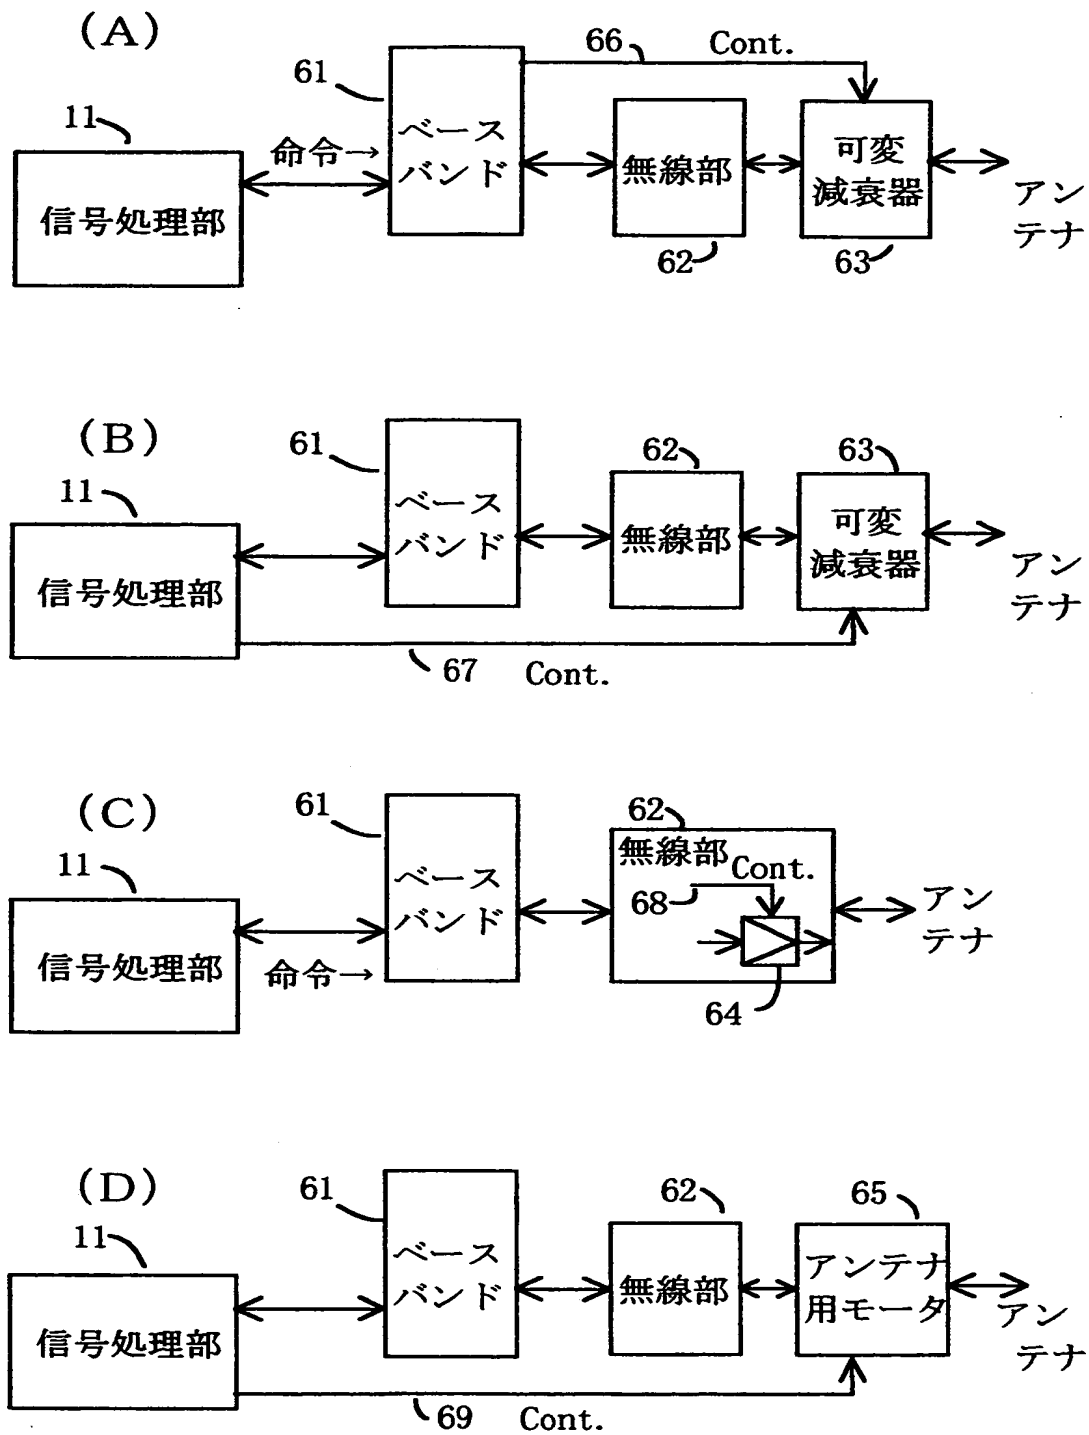 (A)
66
Cont.
61
11
命令→
ベース
バンド
無線部
可変
減衰器
信号処理部
アン
テナ
62
63
(B)
61
62
63
11
ベース
バンド
無線部
可変
減衰器
信号処理部
アン
テナ
67
Cont.
(C)
61
62
11
無線部
Cont.
68
ベース
バンド
アン
テナ
信号処理部
命令→
64
(D)
61
62
65
11
ベース
バンド
無線部
アンテナ
用モータ
信号処理部
アン
テナ
69
Cont.